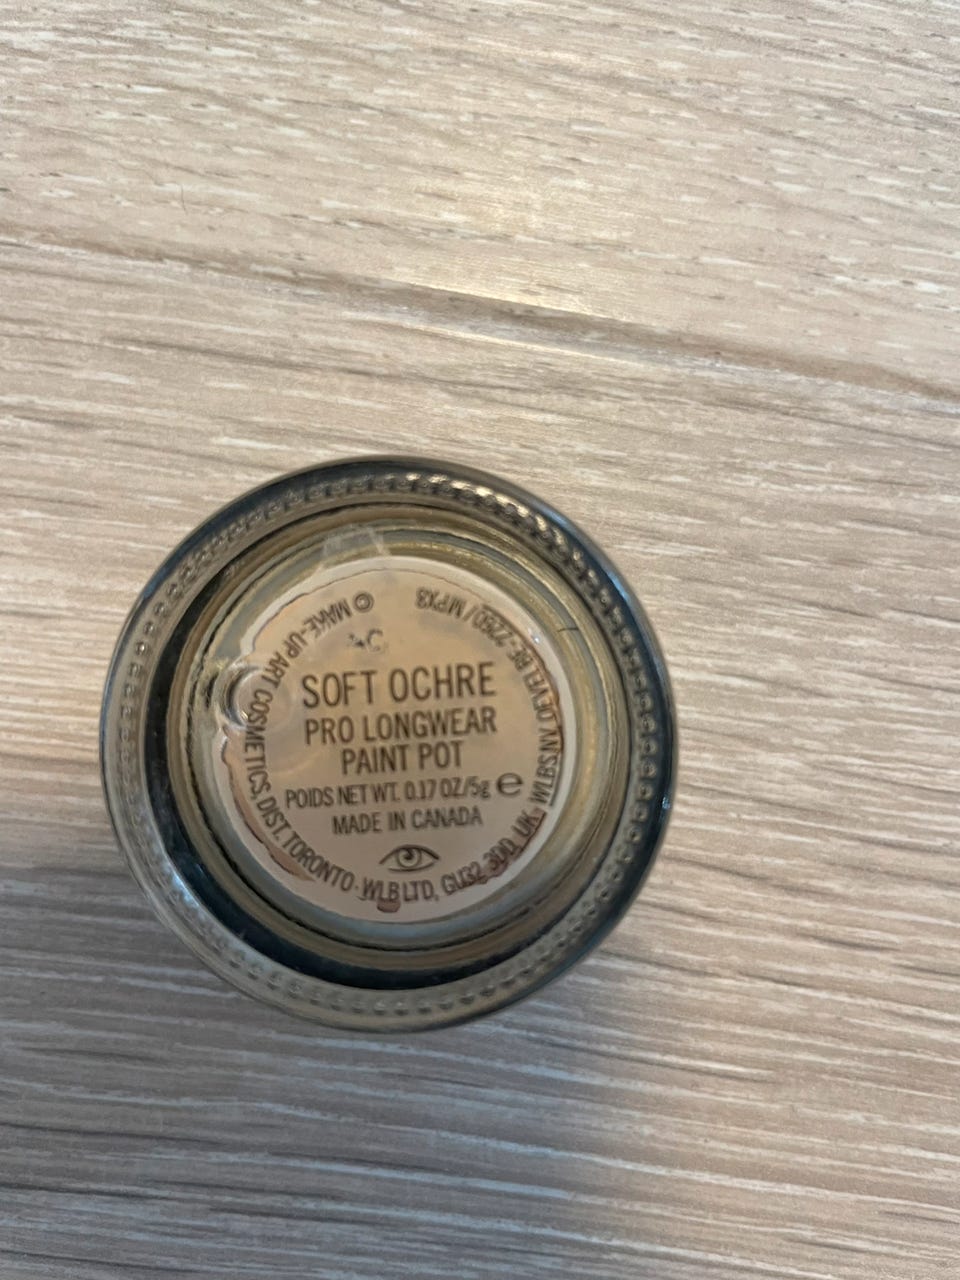 SOFT OCHRE
PRO LONGWEAR
PAINT POT
POIDS NET WT. 0.17 OZ/5g ℮
MADE IN CANADA
© MAKE-UP ART COSMETICS, DIST. TORONTO · WLB LTD, GU32 3DD, UK · WLBS NV, OEVEL BE-2260/ MPX3